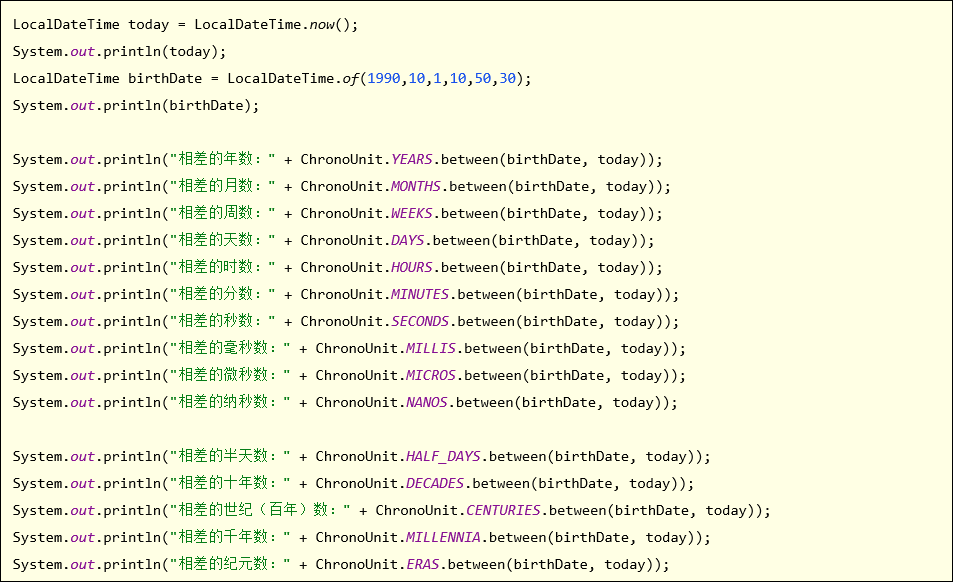 LocalDateTime today = LocalDateTime.now();
System.out.println(today);
LocalDateTime birthDate = LocalDateTime.of(1990,10,1,10,50,30);
System.out.println(birthDate);
System.out.println("相差的年数：" + ChronoUnit.YEARS.between(birthDate, today));
System.out.println("相差的月数：" + ChronoUnit.MONTHS.between(birthDate, today));
System.out.println("相差的周数：" + ChronoUnit.WEEKS.between(birthDate, today));
System.out.println("相差的天数：" + ChronoUnit.DAYS.between(birthDate, today));
System.out.println("相差的时数：" + ChronoUnit.HOURS.between(birthDate, today));
System.out.println("相差的分数：" + ChronoUnit.MINUTES.between(birthDate, today));
System.out.println("相差的秒数：" + ChronoUnit.SECONDS.between(birthDate, today));
System.out.println("相差的毫秒数：" + ChronoUnit.MILLIS.between(birthDate, today));
System.out.println("相差的微秒数：" + ChronoUnit.MICROS.between(birthDate, today));
System.out.println("相差的纳秒数：" + ChronoUnit.NANOS.between(birthDate, today));
System.out.println("相差的半天数：" + ChronoUnit.HALF_DAYS.between(birthDate, today));
System.out.println("相差的十年数：" + ChronoUnit.DECADES.between(birthDate, today));
System.out.println("相差的世纪（百年）数：" + ChronoUnit.CENTURIES.between(birthDate, today));
System.out.println("相差的千年数：" + ChronoUnit.MILLENNIA.between(birthDate, today));
System.out.println("相差的纪元数：" + ChronoUnit.ERAS.between(birthDate, today));